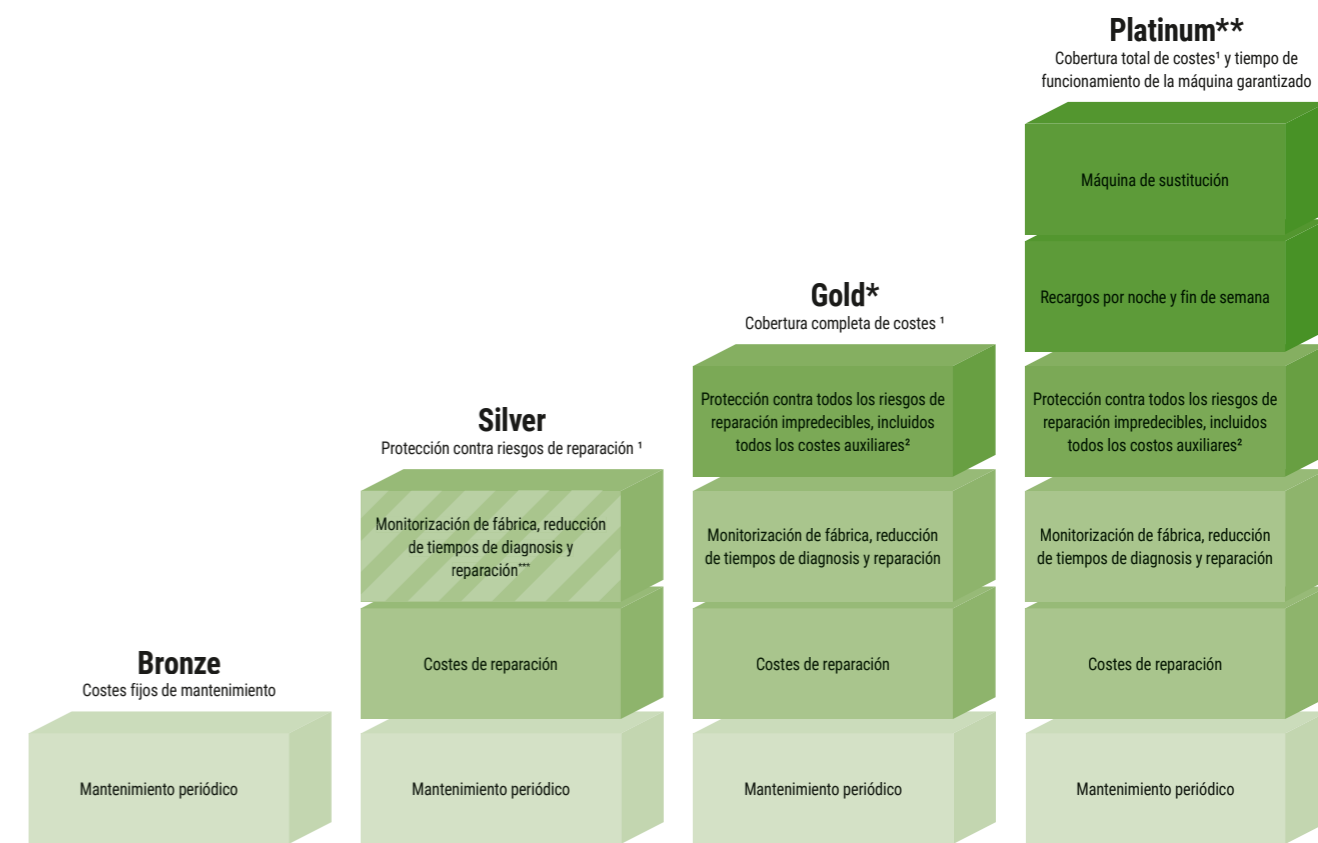 Platinum**
Cobertura total de costes¹ y tiempo de
funcionamiento de la máquina garantizado
Máquina de sustitución
Recargos por noche y fin de semana
Protección contra todos los riesgos de
reparación impredecibles, incluidos
todos los costos auxiliares²
Monitorización de fábrica, reducción
de tiempos de diagnosis y reparación
Costes de reparación
Mantenimiento periódico
Gold*
Cobertura completa de costes ¹
Protección contra todos los riesgos de
reparación impredecibles, incluidos
todos los costes auxiliares²
Monitorización de fábrica, reducción
de tiempos de diagnosis y reparación
Costes de reparación
Mantenimiento periódico
Silver
Protección contra riesgos de reparación ¹
Monitorización de fábrica, reducción
de tiempos de diagnosis y
reparación***
Costes de reparación
Mantenimiento periódico
Bronze
Costes fijos de mantenimiento
Mantenimiento periódico